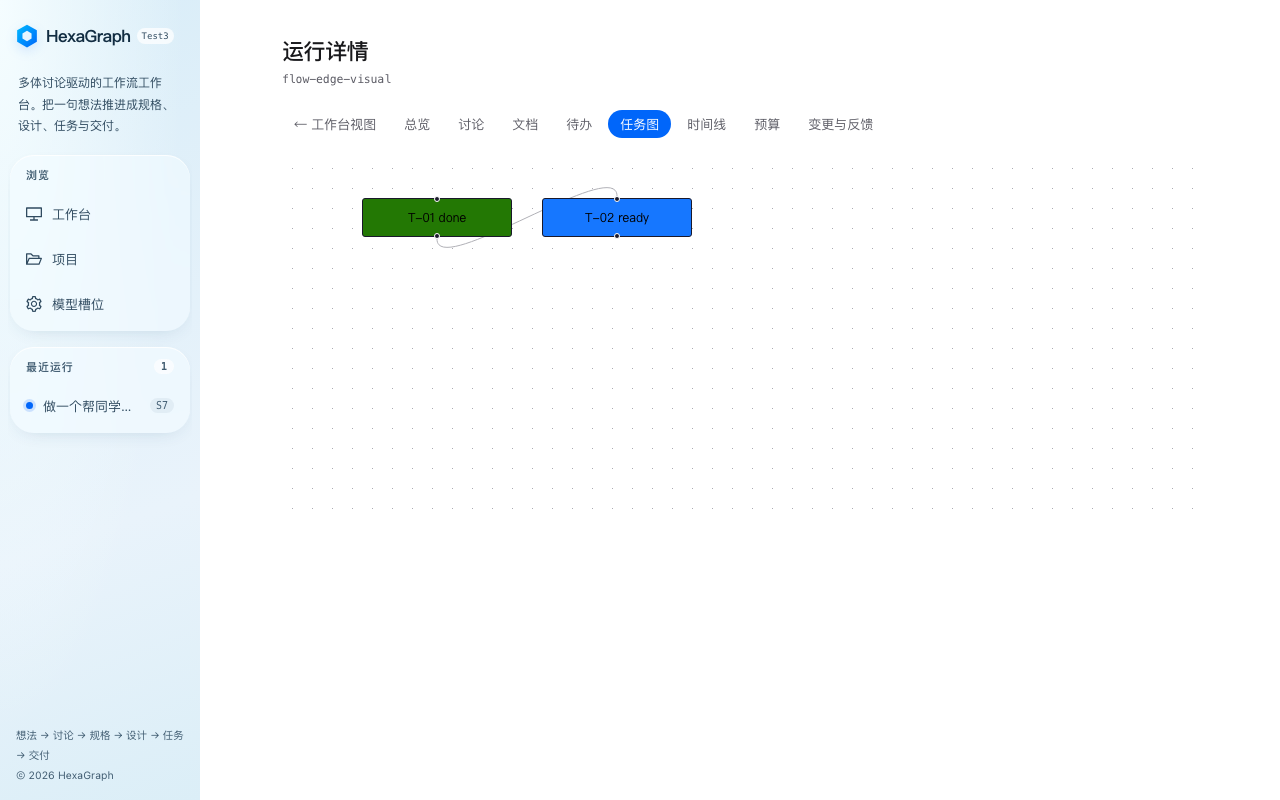 HexaGraph Test3
多体讨论驱动的工作流工作
台。把一句想法推进成规格、
设计、任务与交付。
浏览
工作台
项目
模型槽位
最近运行 1
做一个帮同学... S7
想法 → 讨论 → 规格 → 设计 → 任务
→ 交付
© 2026 HexaGraph
运行详情
flow-edge-visual
← 工作台视图 总览 讨论 文档 待办 任务图 时间线 预算 变更与反馈
T-01 done T-02 ready